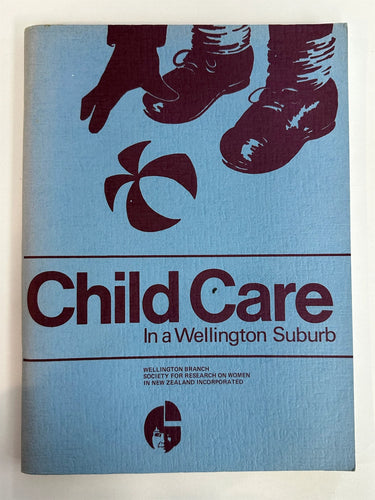 Child Care
In a Wellington Suburb
WELLINGTON BRANCH
SOCIETY FOR RESEARCH ON WOMEN
IN NEW ZEALAND INCORPORATED